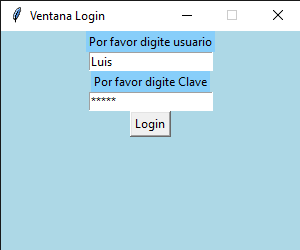 Ventana Login
Por favor digite usuario
Luis
Por favor digite Clave
*****
Login